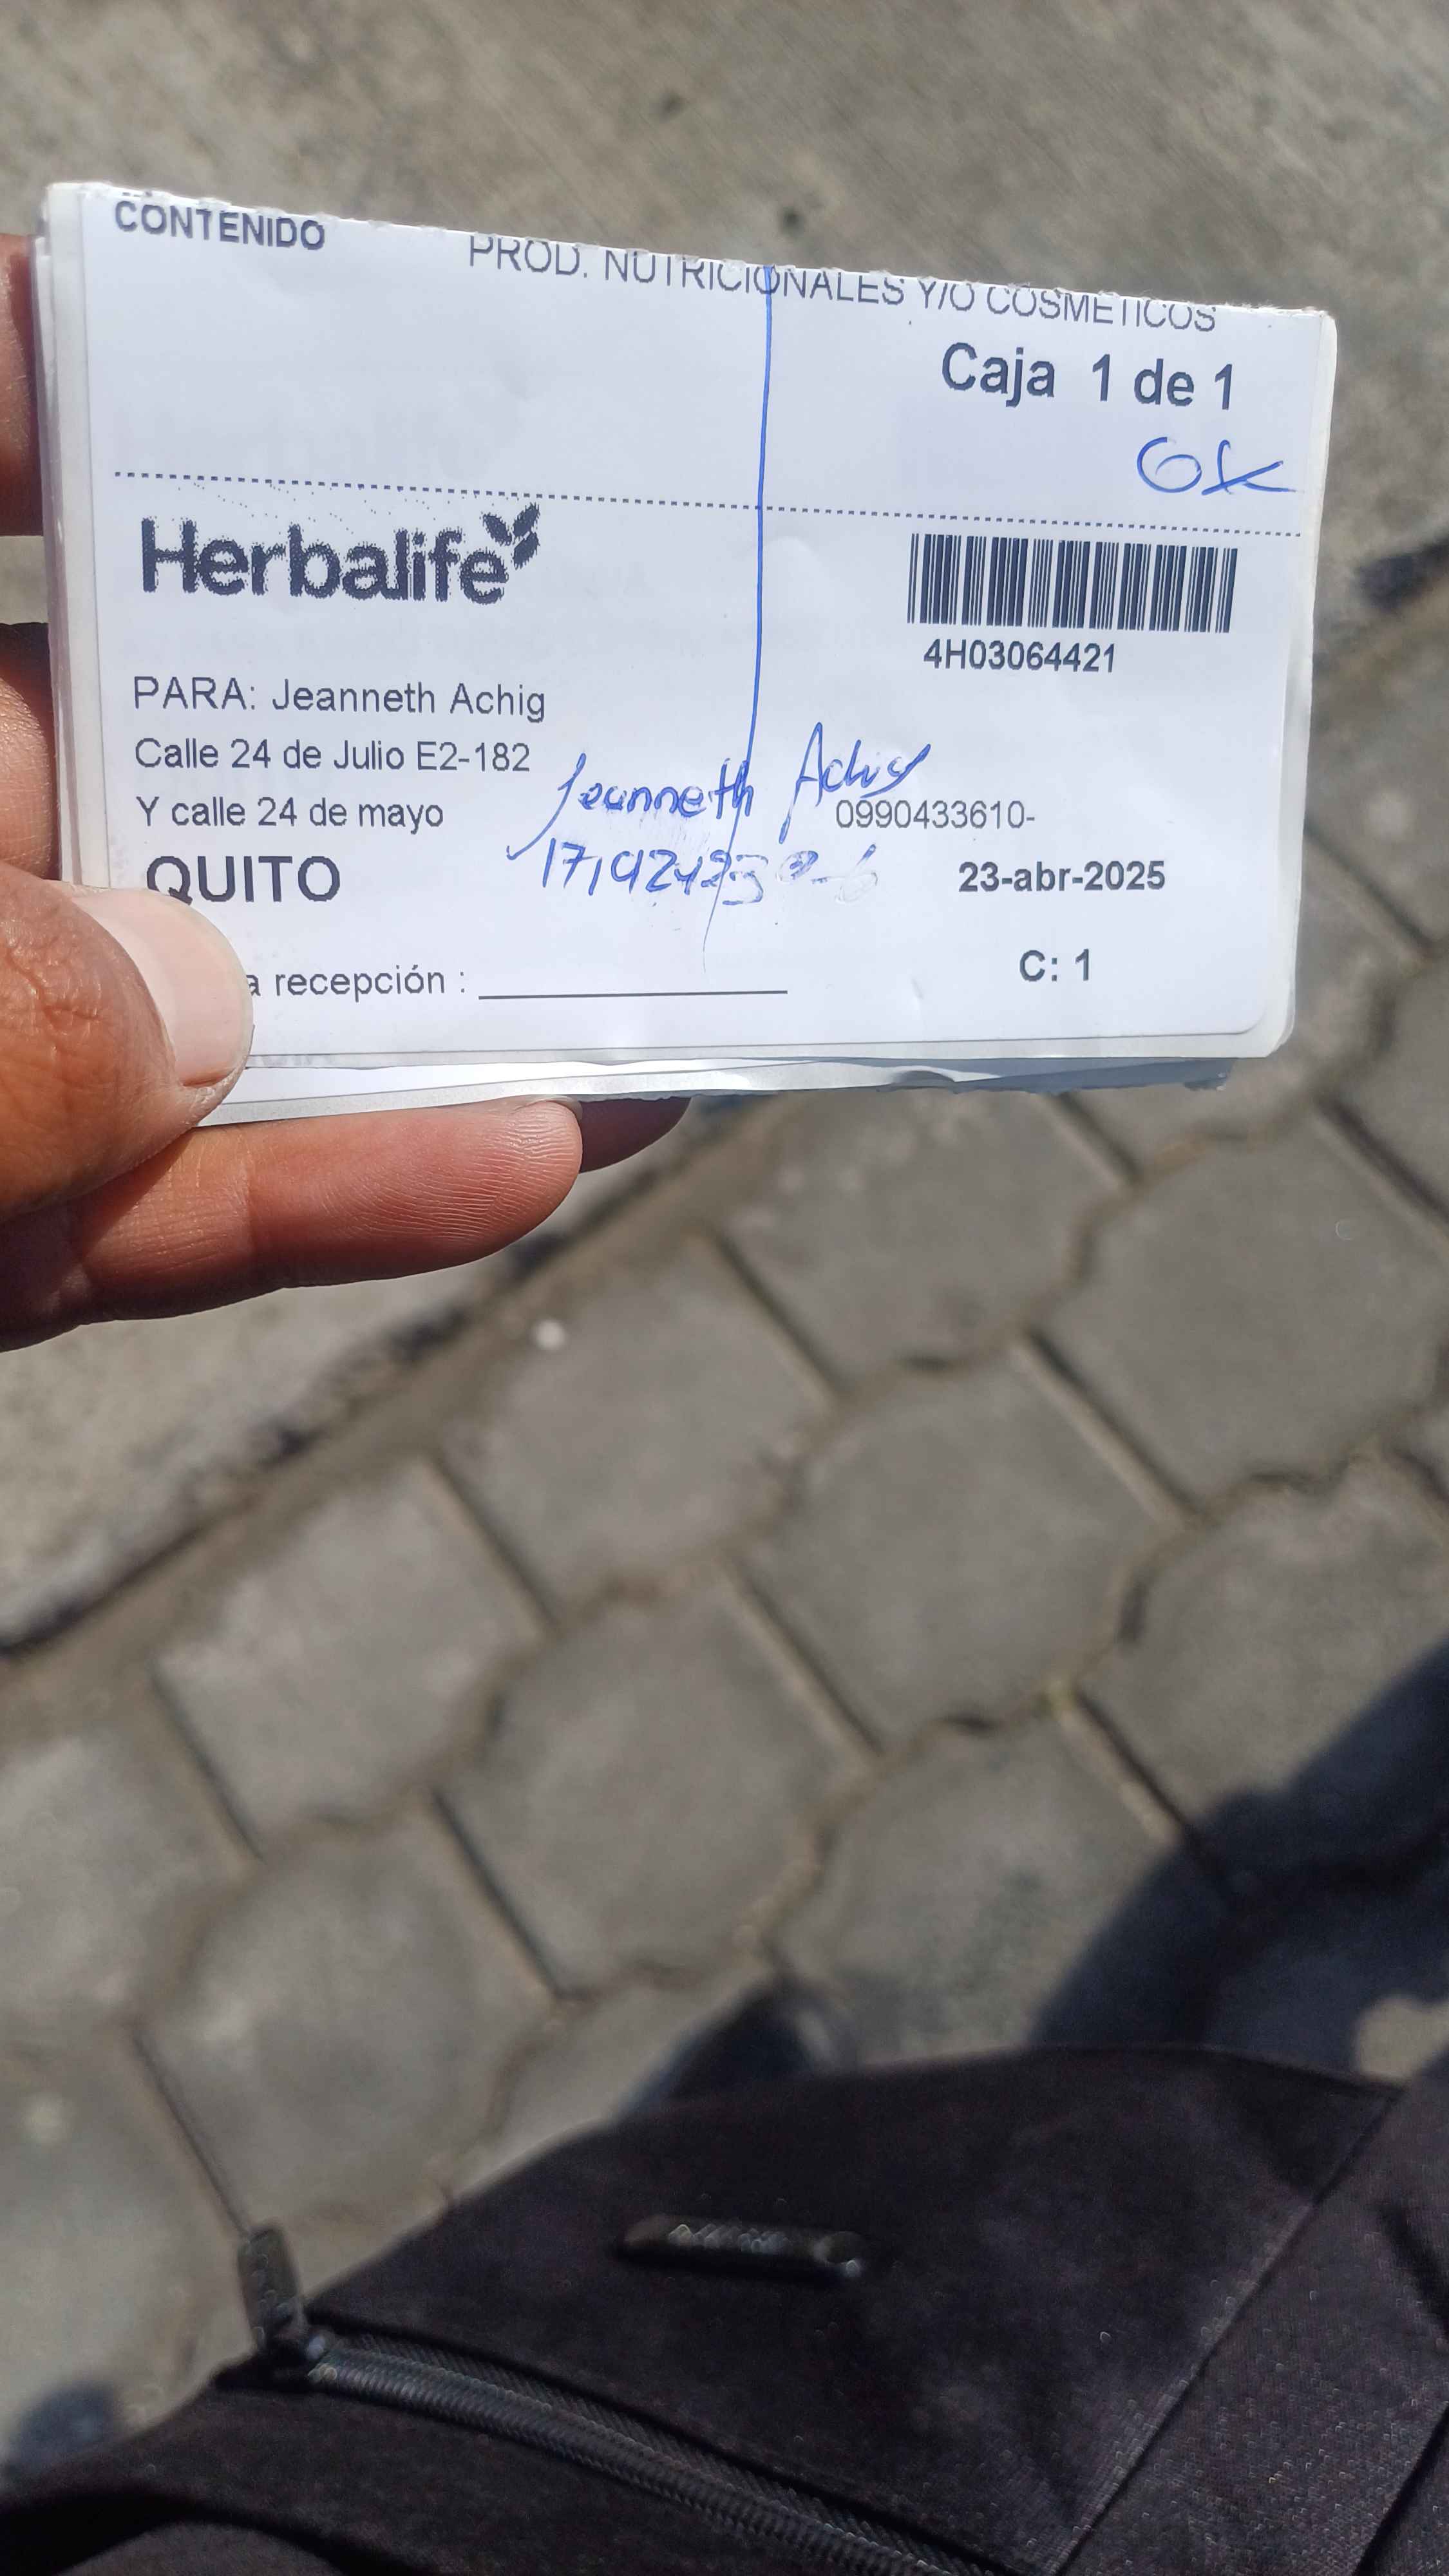 CONTENIDO
PROD. NUTRICIONALES Y/O COSMETICOS
Caja 1 de 1
OK
Herbalife
4H03064421
PARA: Jeanneth Achig
Calle 24 de Julio E2-182
Y calle 24 de mayo
Jeanneth Achig
0990433610-
QUITO
23-abr-2025
a recepción :
C: 1